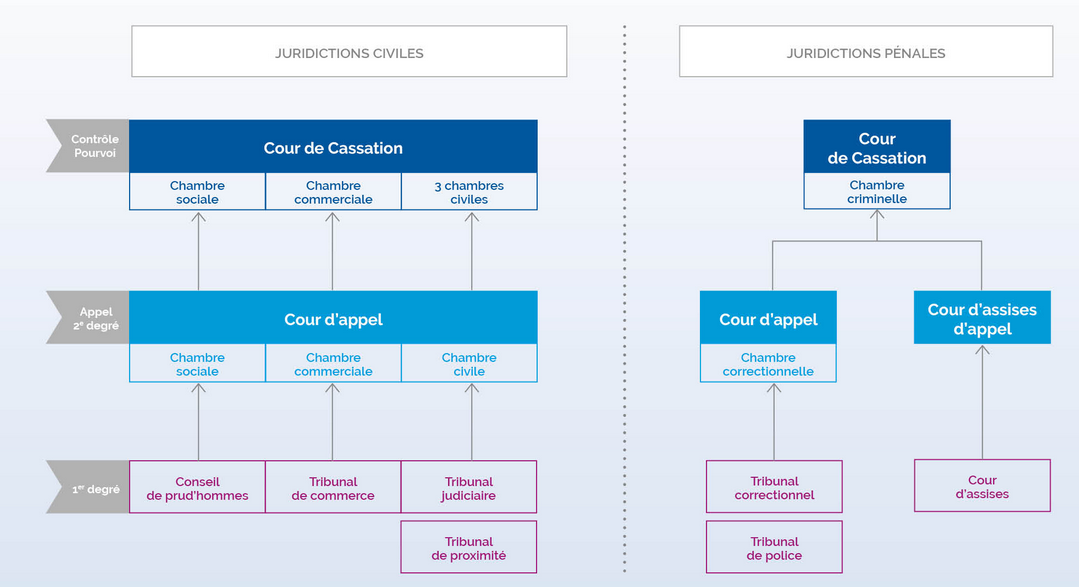 JURIDICTIONS CIVILES
JURIDICTIONS PÉNALES
Contrôle
Pourvoi
Cour de Cassation
Chambre
sociale
Chambre
commerciale
3 chambres
civiles
Cour
de Cassation
Chambre
criminelle
Appel
2e degré
Cour d'appel
Chambre
sociale
Chambre
commerciale
Chambre
civile
Cour d'appel
Chambre
correctionnelle
Cour d'assises
d'appel
1er degré
Conseil
de prud'hommes
Tribunal
de commerce
Tribunal
judiciaire
Tribunal
de proximité
Tribunal
correctionnel
Tribunal
de police
Cour
d'assises